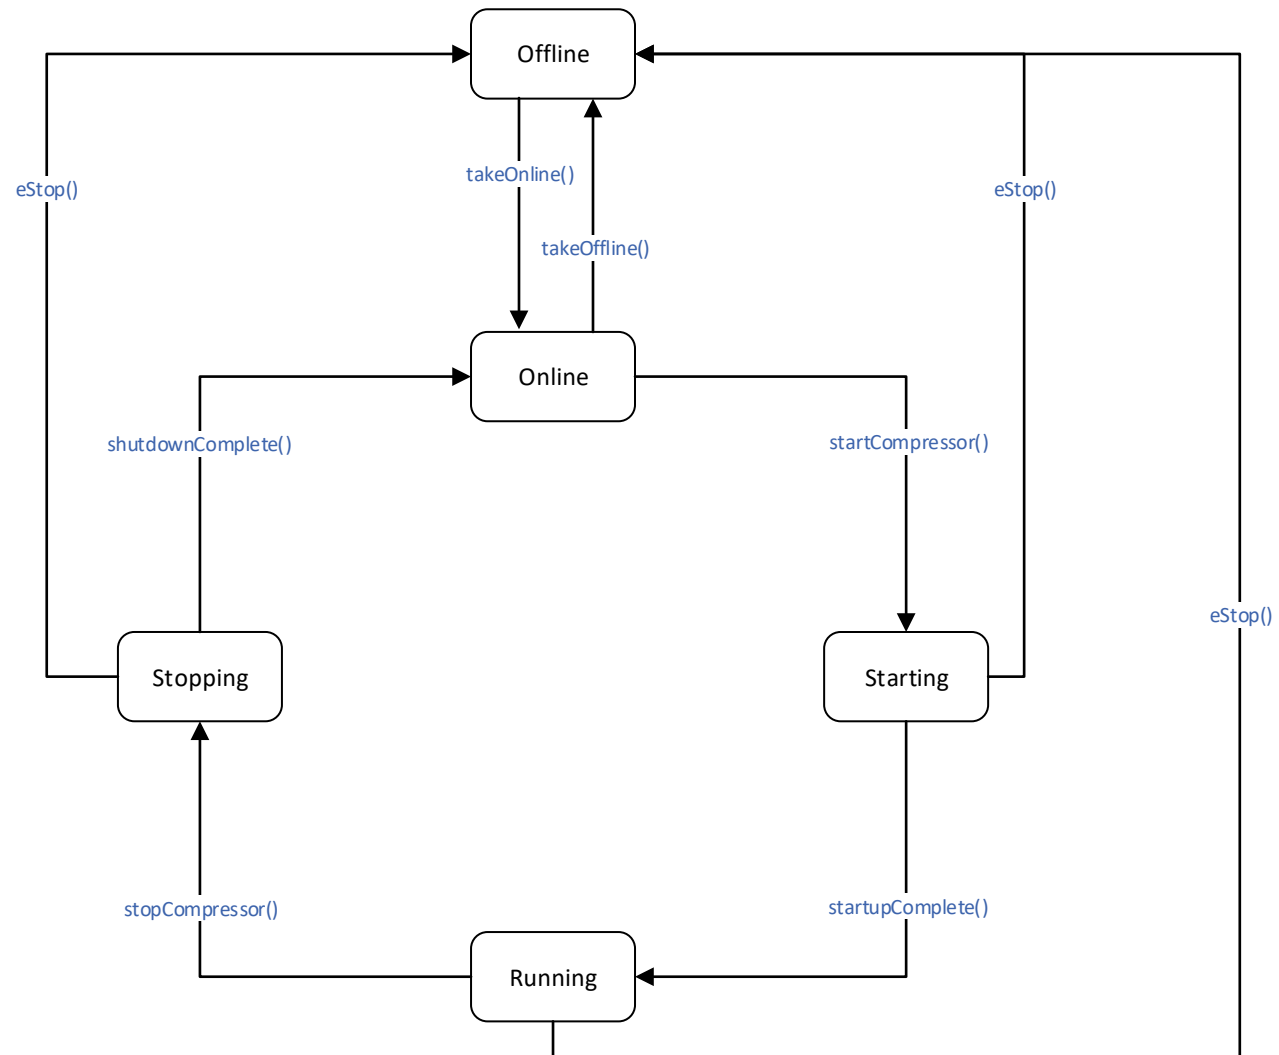 Offline
eStop()
takeOnline()
eStop()
takeOffline()
Online
shutdownComplete()
startCompressor()
eStop()
Stopping
Starting
stopCompressor()
startupComplete()
Running